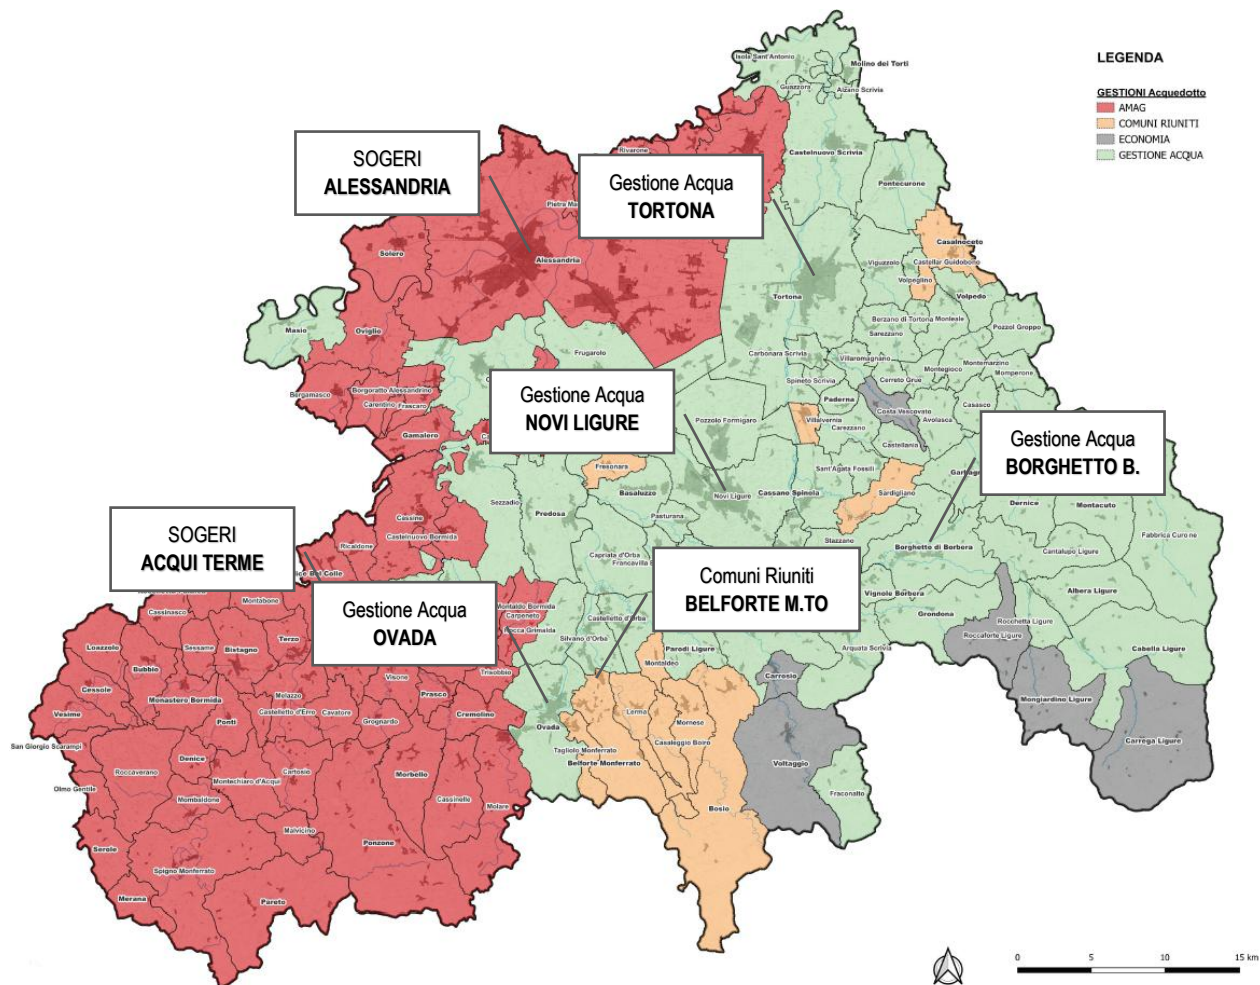 LEGENDA
GESTIONI Acquedotto
AMAG
COMUNI RIUNITI
ECONOMIA
GESTIONE ACQUA
Isola Sant'Antonio
Molino dei Torti
Guazzora
Alzano Scrivia
SOGERI
ALESSANDRIA
Rivarone
Castelnuovo Scrivia
Gestione Acqua
TORTONA
Pontecurone
Solero
Alessandria
Casalnoceto
Castellar Guidobono
Viguzzolo
Volpeglino
Volpedo
Tortona
Masio
Oviglio
Berzano di Tortona
Monleale
Sarezzano
Pozzol Groppo
Frugarolo
Carbonara Scrivia
Villaromagnano
Montemarzino
Montegioco
Momperone
Spineto Scrivia
Cerreto Grue
Bergamasco
Borgoratto Alessandrino
Carentino
Frascaro
Gestione Acqua
NOVI LIGURE
Paderna
Costa Vescovato
Casasco
Avolasca
Pozzolo Formigaro
Villalvernia
Carezzano
Gamalero
Castellania
Gestione Acqua
BORGHETTO B.
Fresonara
Sant'Agata Fossili
Basaluzzo
Novi Ligure
Cassano Spinola
Sardigliano
Dernice
Montacuto
Sezzadio
Predosa
Pasturana
Cassine
Castelnuovo Bormida
Stazzano
Fabbrica Curone
SOGERI
ACQUI TERME
Ricaldone
Capriata d'Orba
Francavilla
Borghetto di Borbera
Cantalupo Ligure
Comuni Riuniti
BELFORTE M.TO
Gestione Acqua
OVADA
Vignole Borbera
Albera Ligure
Montabone
Cassinasco
Montaldo Bormida
Carpeneto
Rocca Grimalda
Castelletto d'Orba
Grondona
Rocchetta Ligure
Roccaforte Ligure
Loazzolo
Sessame
Bistagno
Terzo
Silvano d'Orba
Parodi Ligure
Arquata Scrivia
Cabella Ligure
Bubbio
Montaldeo
Trisobbio
Visone
Carrosio
Cessole
Monastero Bormida
Melazzo
Prasco
Mongiardino Ligure
Vesime
Ponti
Castelletto d'Erro
Cavatore
Grognardo
Cremolino
Lerma
Mornese
Ovada
Carrega Ligure
San Giorgio Scarampi
Denice
Tagliolo Monferrato
Casaleggio Boiro
Belforte Monferrato
Voltaggio
Roccaverano
Cartosio
Montechiaro d'Acqui
Morbello
Olmo Gentile
Mombaldone
Cassinelle
Molare
Bosio
Fraconalto
Malvicino
Serole
Ponzone
Spigno Monferrato
Merana
Pareto
0 5 10 15 km